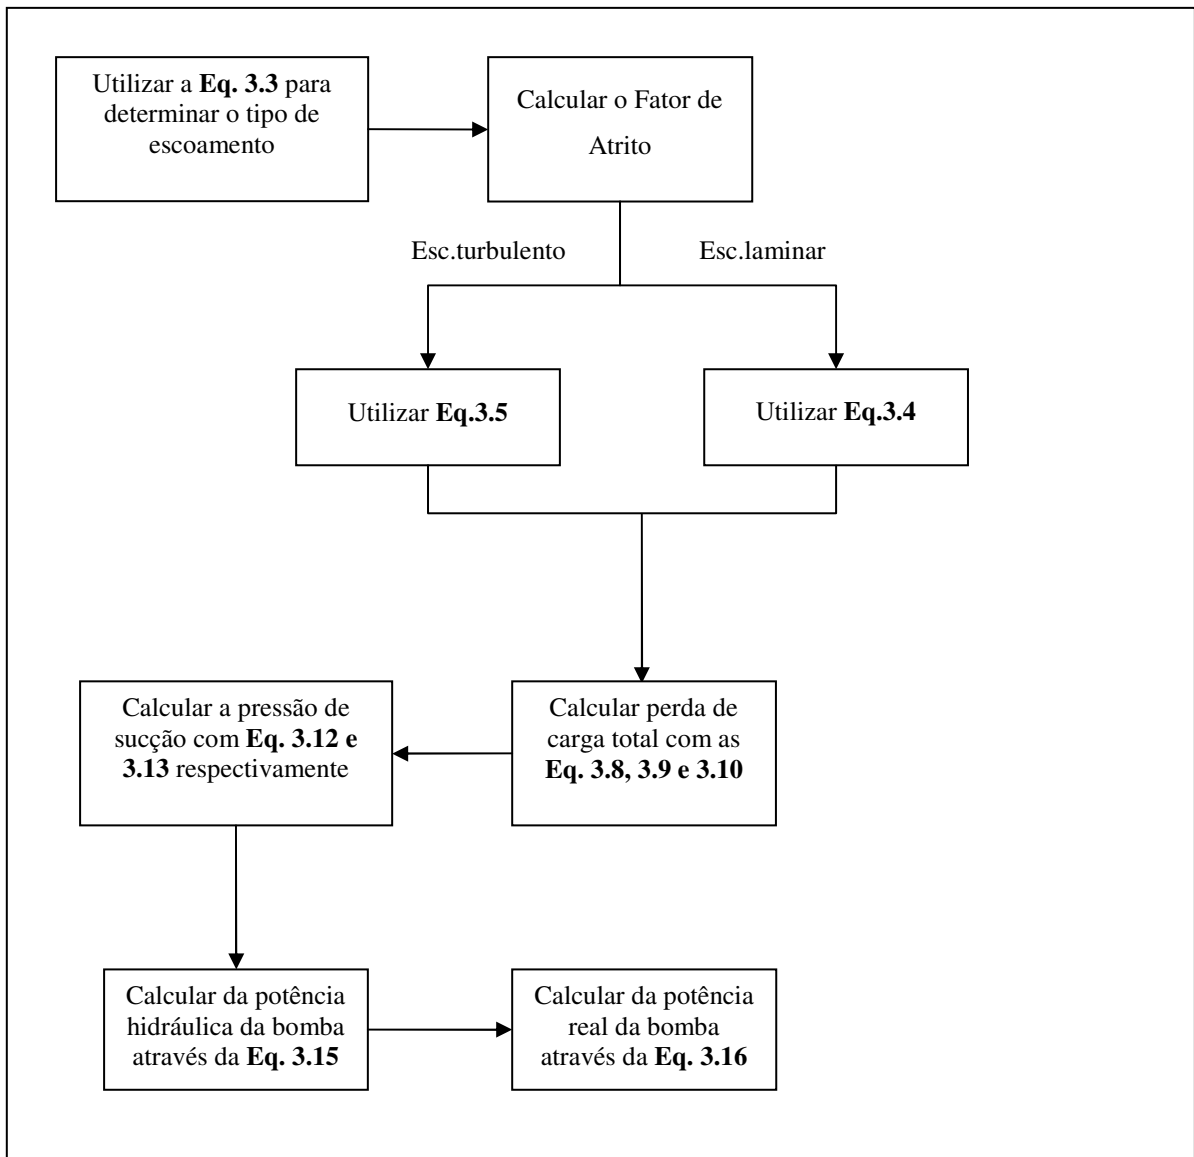 Utilizar a Eq. 3.3 para
determinar o tipo de
escoamento
Calcular o Fator de
Atrito
Esc.turbulento
Esc.laminar
Utilizar Eq.3.5
Utilizar Eq.3.4
Calcular a pressão de
sucção com Eq. 3.12 e
3.13 respectivamente
Calcular perda de
carga total com as
Eq. 3.8, 3.9 e 3.10
Calcular da potência
hidráulica da bomba
através da Eq. 3.15
Calcular da potência
real da bomba
através da Eq. 3.16